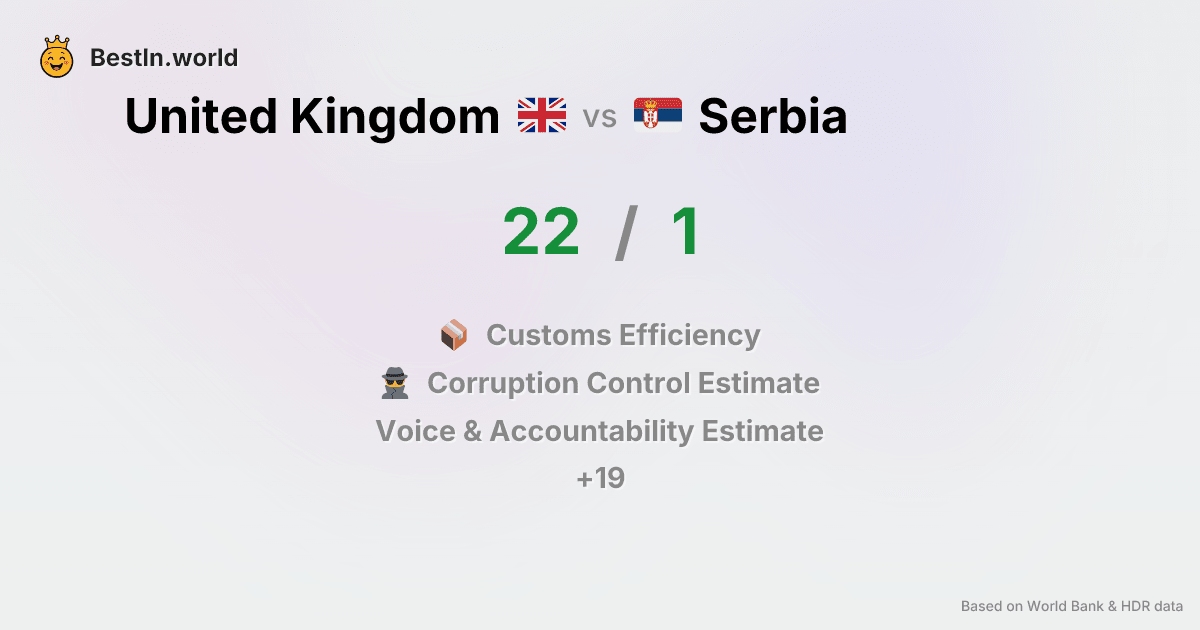 BestIn.world
United Kingdom vs Serbia
22 / 1
Customs Efficiency
Corruption Control Estimate
Voice & Accountability Estimate
+19
Based on World Bank & HDR data